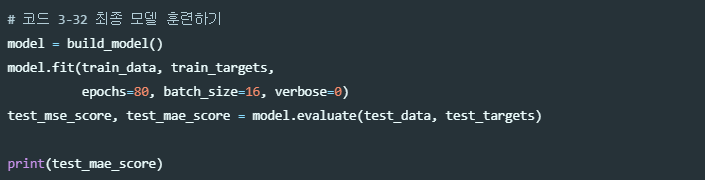 # 코드 3-32 최종 모델 훈련하기
model = build_model()
model.fit(train_data, train_targets,
          epochs=80, batch_size=16, verbose=0)
test_mse_score, test_mae_score = model.evaluate(test_data, test_targets)
print(test_mae_score)